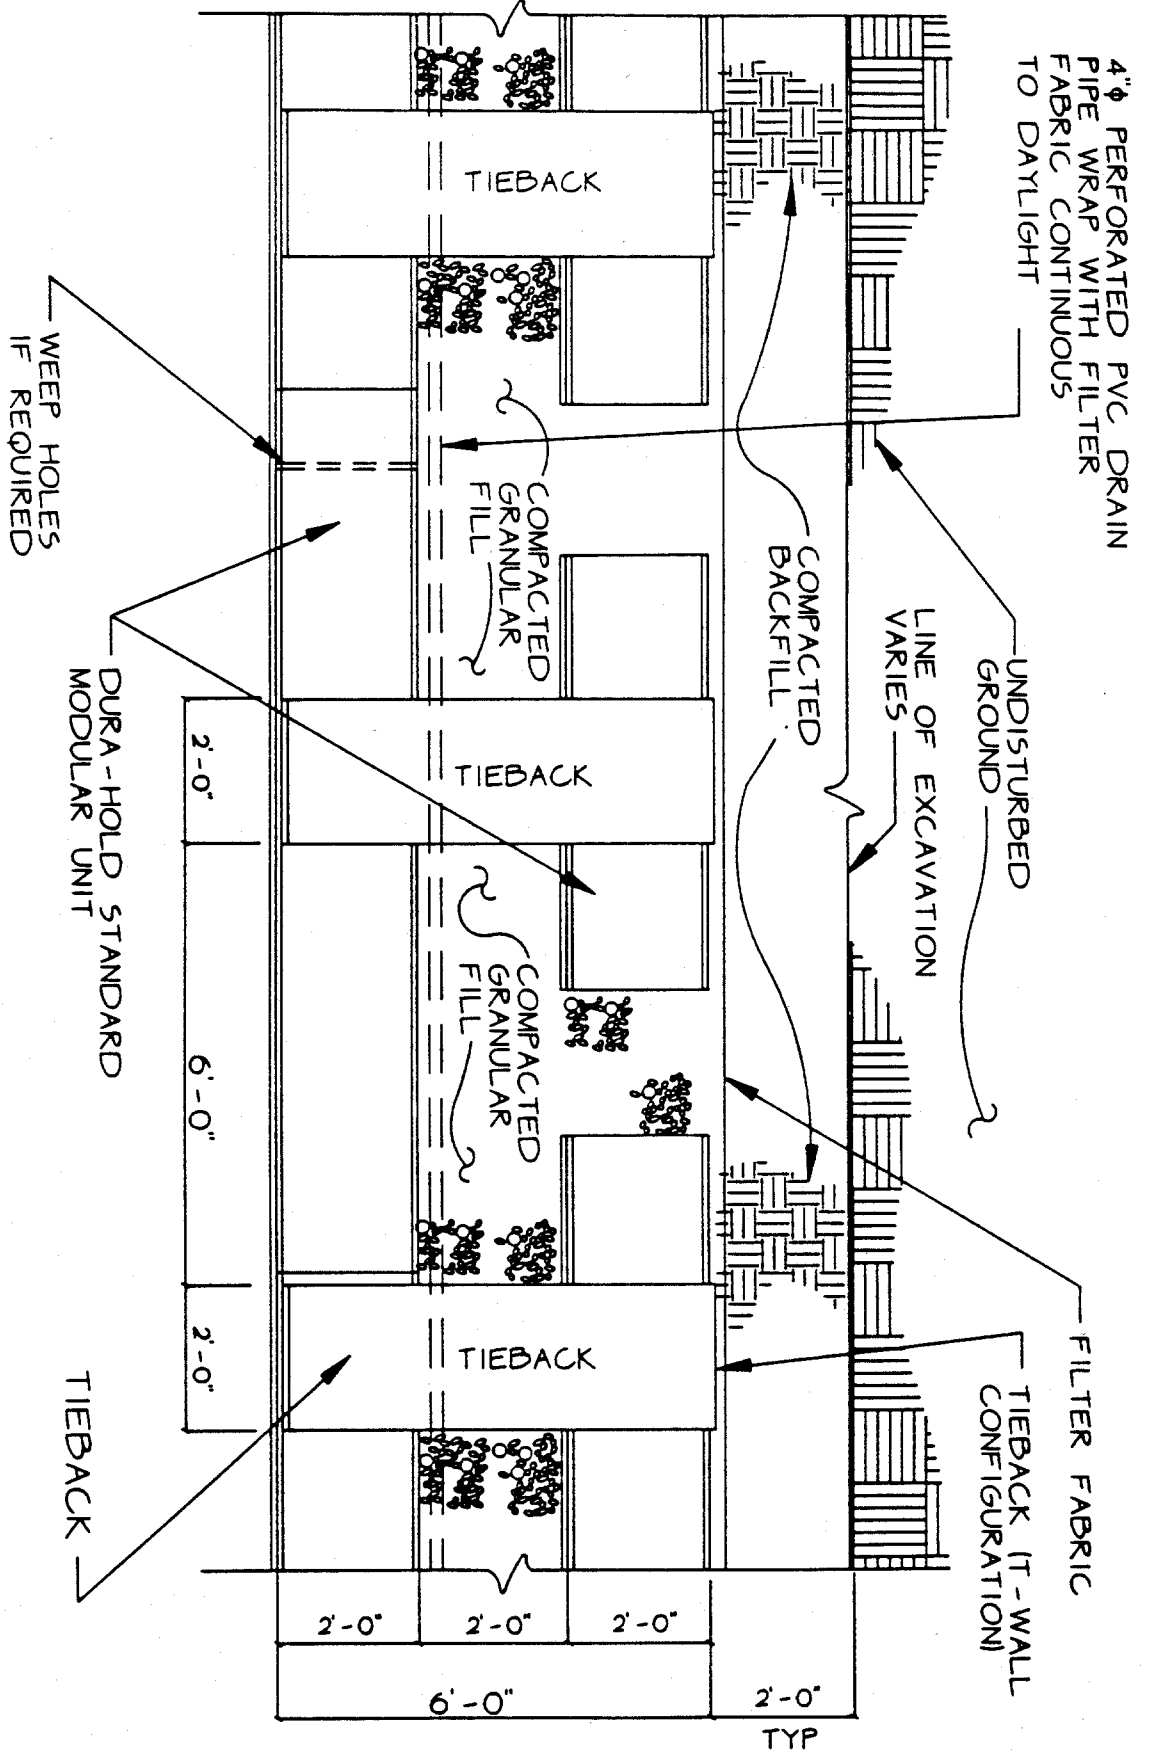 4"ϕ PERFORATED PVC DRAIN
PIPE WRAP WITH FILTER
FABRIC CONTINUOUS
TO DAYLIGHT
UNDISTURBED
GROUND
LINE OF EXCAVATION
VARIES
FILTER FABRIC
TIEBACK (T-WALL
CONFIGURATION)
COMPACTED
BACKFILL
TIEBACK
COMPACTED
GRANULAR
FILL
TIEBACK
COMPACTED
GRANULAR
FILL
TIEBACK
WEEP HOLES
IF REQUIRED
DURA-HOLD STANDARD
MODULAR UNIT
2'-0"
6'-0"
2'-0"
TIEBACK
2'-0"
2'-0"
2'-0"
6'-0"
2'-0"
TYP